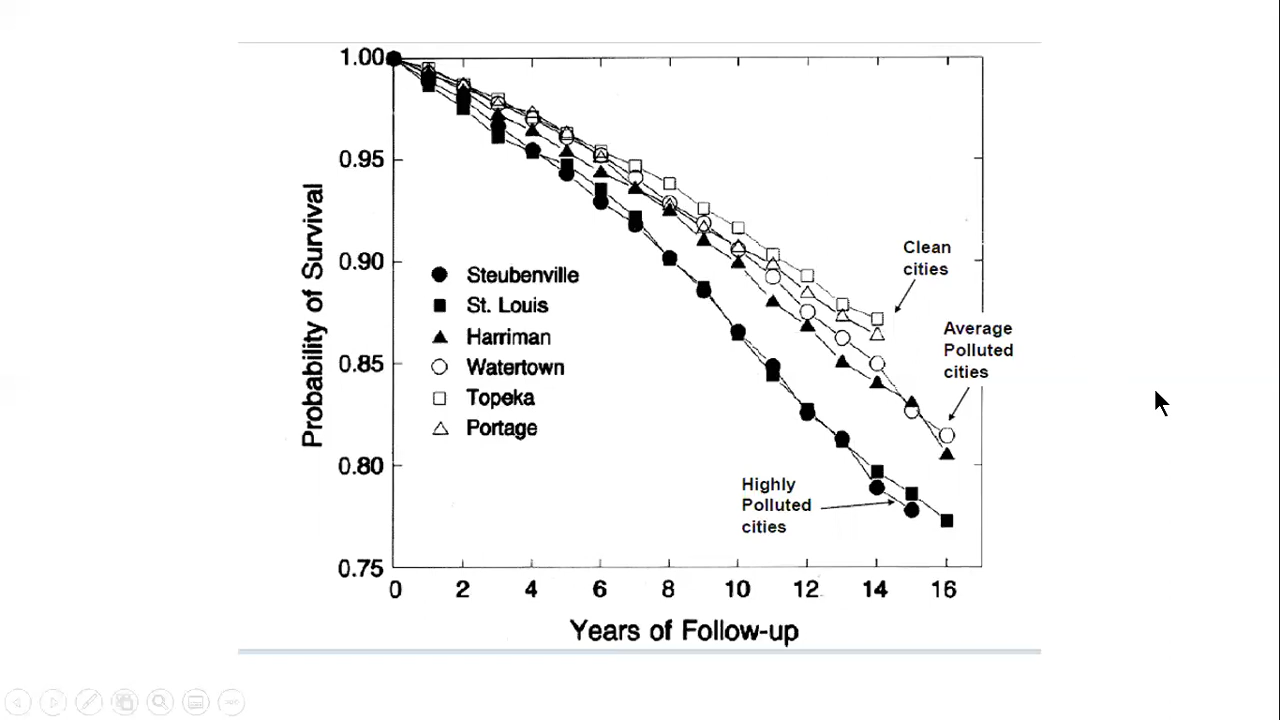 1.00
0.95
0.90
0.85
0.80
0.75
Probability of Survival
Steubenville
St. Louis
Harriman
Watertown
Topeka
Portage
Clean
cities
Average
Polluted
cities
Highly
Polluted
cities
0 2 4 6 8 10 12 14 16
Years of Follow-up